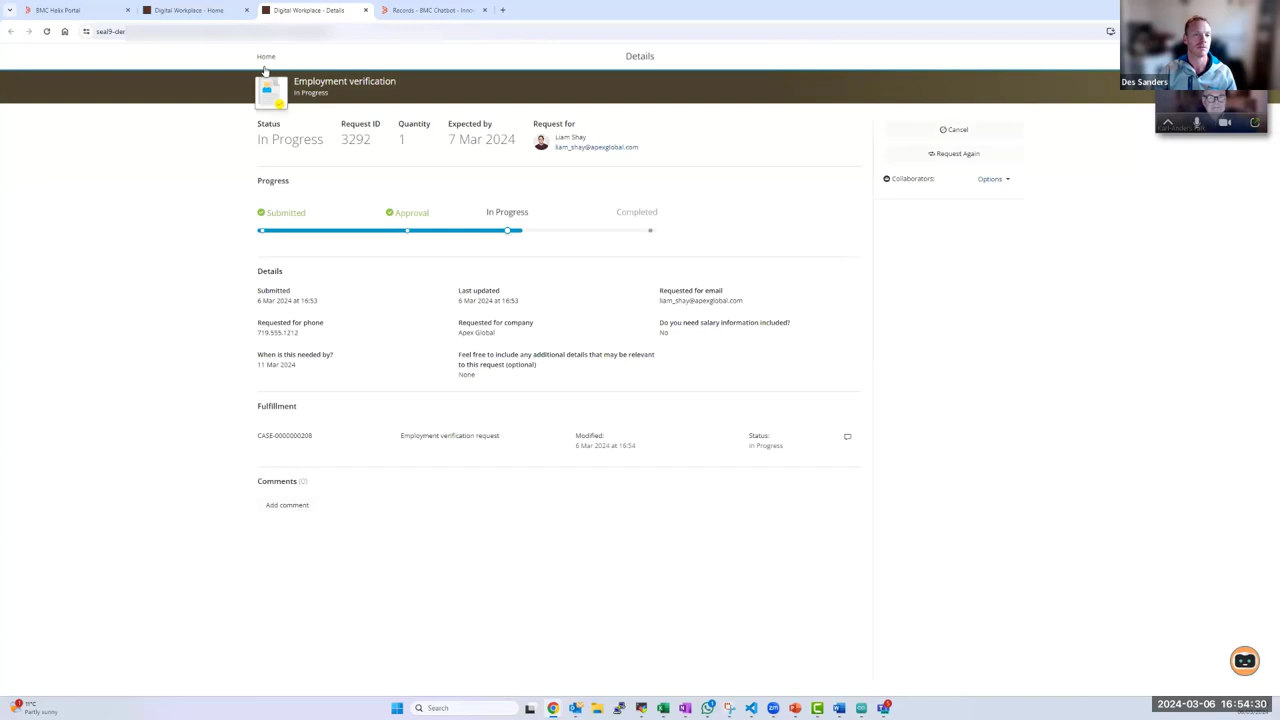 BMC Helix Portal
Digital Workplace - Home
Digital Workplace - Details
Records - BMC Chatbot - Inno
seal9-der
Home
Details
Employment verification
In Progress
Status
Request ID
Quantity
Expected by
Request for
In Progress
3292
1
7 Mar 2024
Liam Shay
liam_shay@apexglobal.com
Cancel
Request Again
Collaborators:
Options
Progress
Submitted
Approval
In Progress
Completed
Details
Submitted
6 Mar 2024 at 16:53
Last updated
6 Mar 2024 at 16:53
Requested for email
liam_shay@apexglobal.com
Requested for phone
719.555.1212
Requested for company
Apex Global
Do you need salary information included?
No
When is this needed by?
11 Mar 2024
Feel free to include any additional details that may be relevant
to this request (optional)
None
Fulfillment
CASE-0000000208
Employment verification request
Modified:
6 Mar 2024 at 16:54
Status:
In Progress
Comments (0)
Add comment
Des Sanders
11°C
Partly sunny
Search
2024-03-06 16:54:30